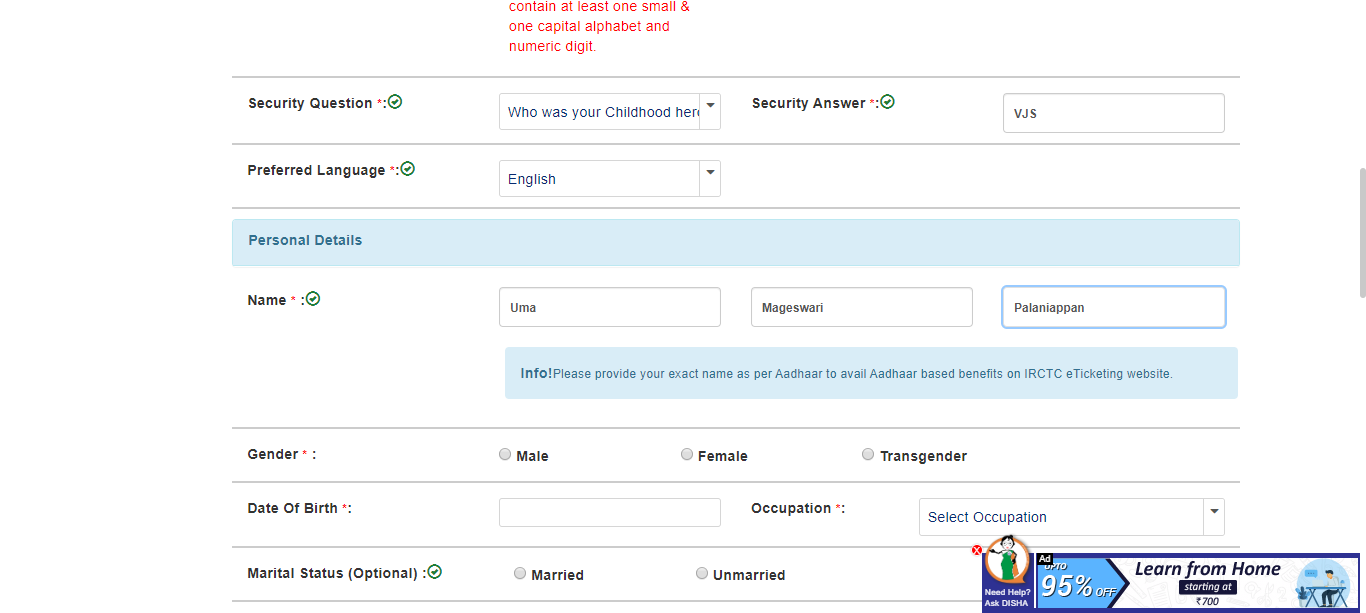 contain at least one small &
one capital alphabet and
numeric digit.
Security Question *:
Who was your Childhood her
Security Answer *:
VJS
Preferred Language *:
English
Personal Details
Name * :
Uma
Mageswari
Palaniappan
Info!Please provide your exact name as per Aadhaar to avail Aadhaar based benefits on IRCTC eTicketing website.
Gender * :
Male
Female
Transgender
Date Of Birth *:
Occupation *:
Select Occupation
Marital Status (Optional) :
Married
Unmarried
X
Need Help?
Ask DISHA
Ad
UPTO
95% OFF
Learn from Home
starting at
₹700